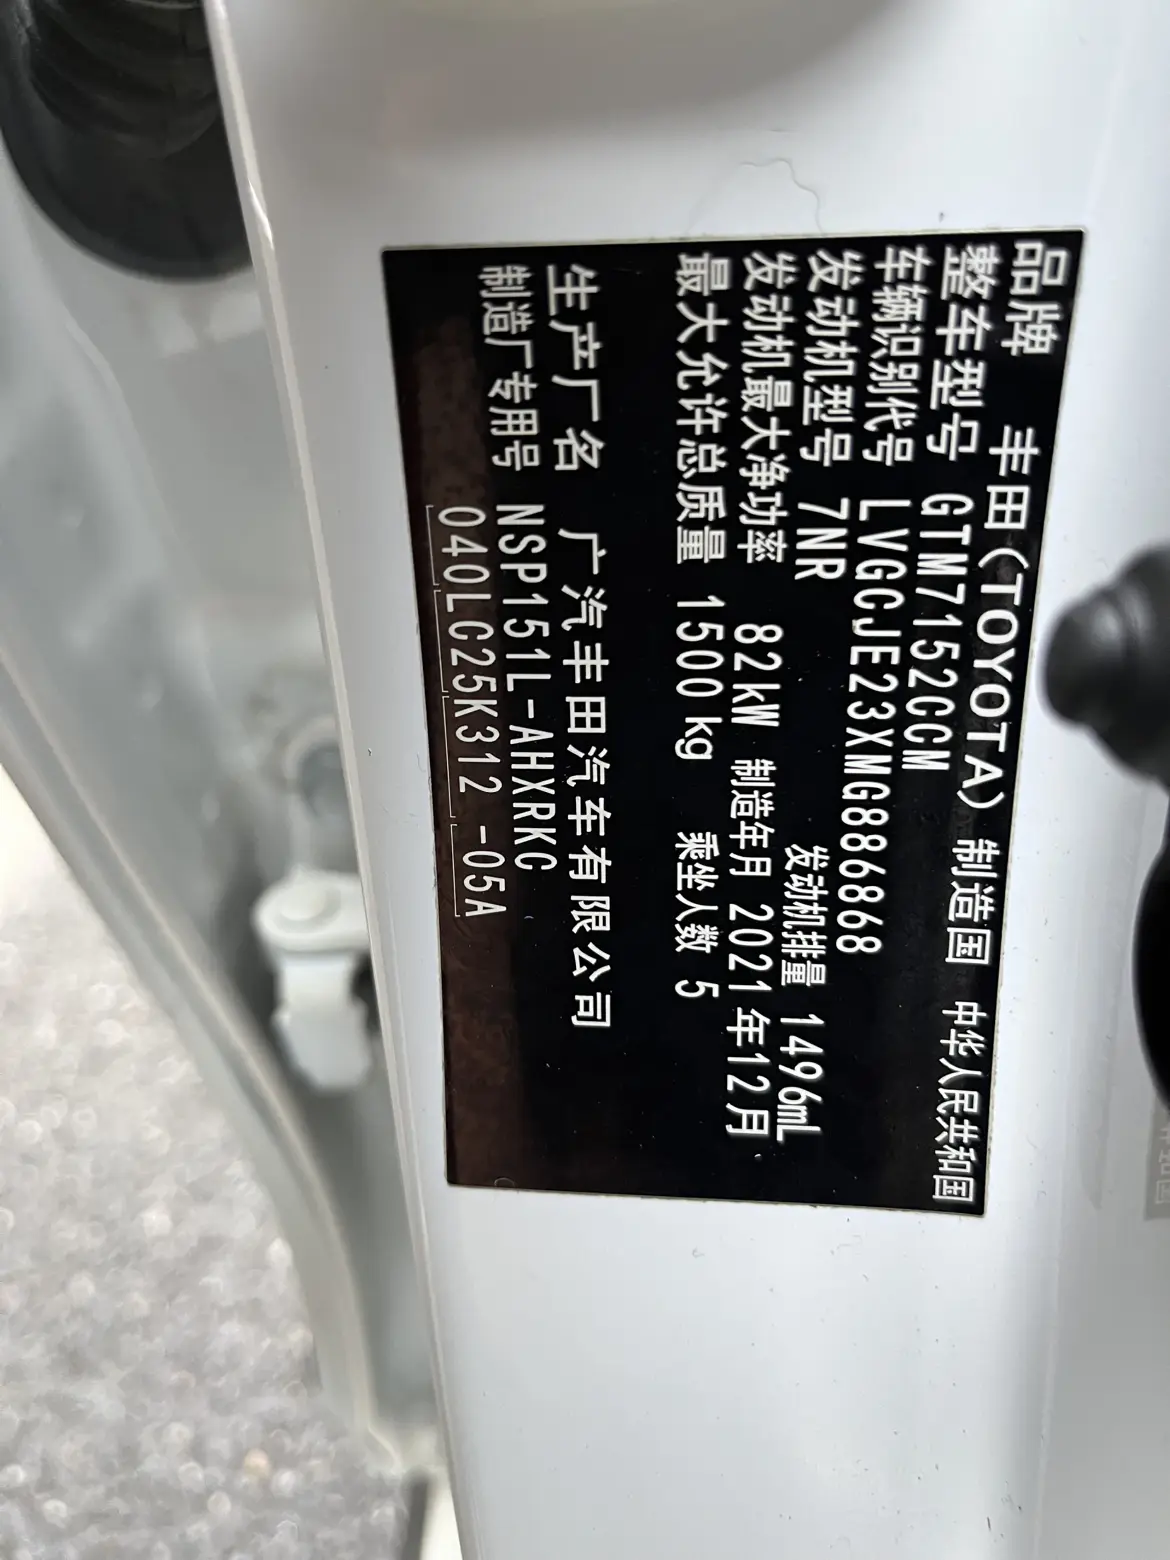 品牌 丰田(TOYOTA) 制造国 中华人民共和国
整车型号 GTM7152CCM
车辆识别代号 LVGCJE23XMG886868
发动机型号 7NR 发动机排量 1496mL
发动机最大净功率 82kW 制造年月 2021年12月
最大允许总质量 1500kg 乘坐人数 5
生产厂名 广汽丰田汽车有限公司
制造厂专用号 NSP151L-AHXRKC
040LC25K312 -05A